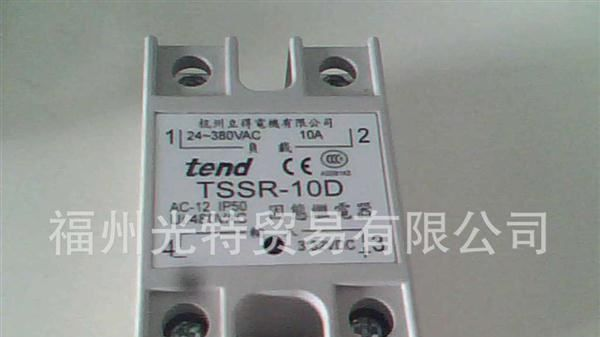 杭州立得電機有限公司
1 24~380VAC 10A 2
負載
tend CE
TSSR-10D
AC-12 IP50 固態繼電器
福州光特贸易有限公司
4 3